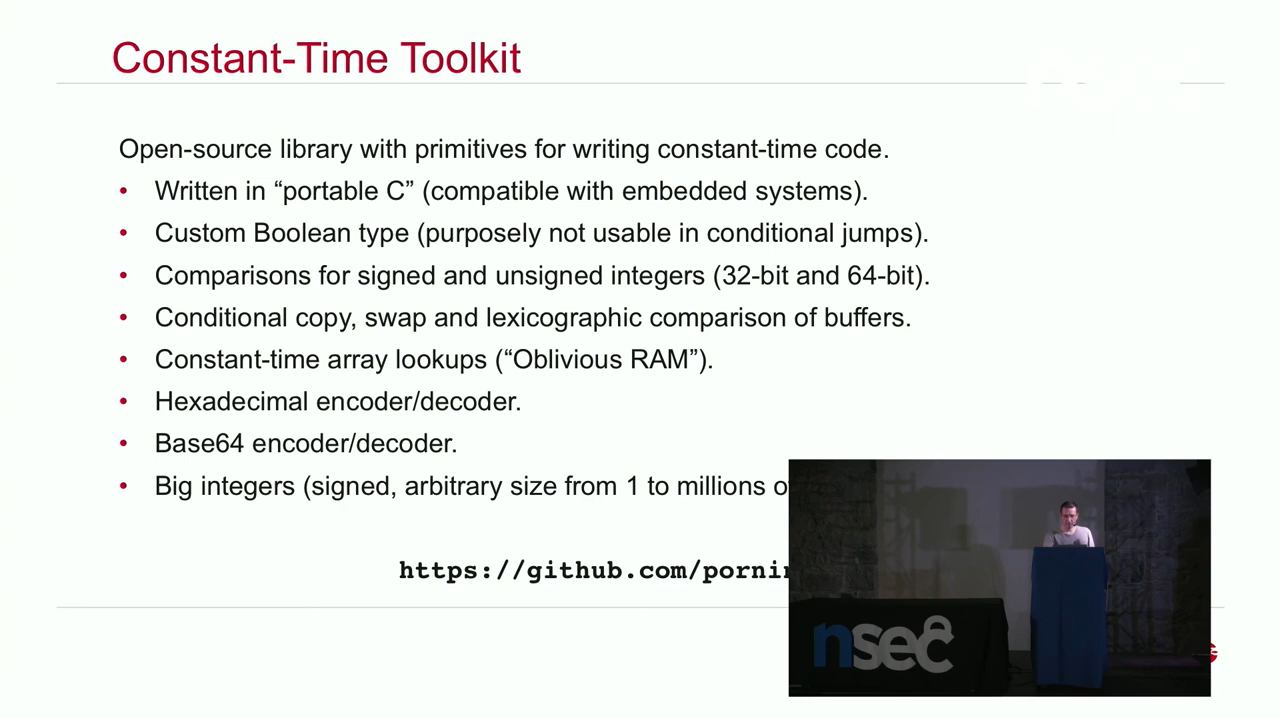 Constant-Time Toolkit
Open-source library with primitives for writing constant-time code.
• Written in “portable C” (compatible with embedded systems).
• Custom Boolean type (purposely not usable in conditional jumps).
• Comparisons for signed and unsigned integers (32-bit and 64-bit).
• Conditional copy, swap and lexicographic comparison of buffers.
• Constant-time array lookups (“Oblivious RAM”).
• Hexadecimal encoder/decoder.
• Base64 encoder/decoder.
• Big integers (signed, arbitrary size from 1 to millions
https://github.com/pornin
nsec